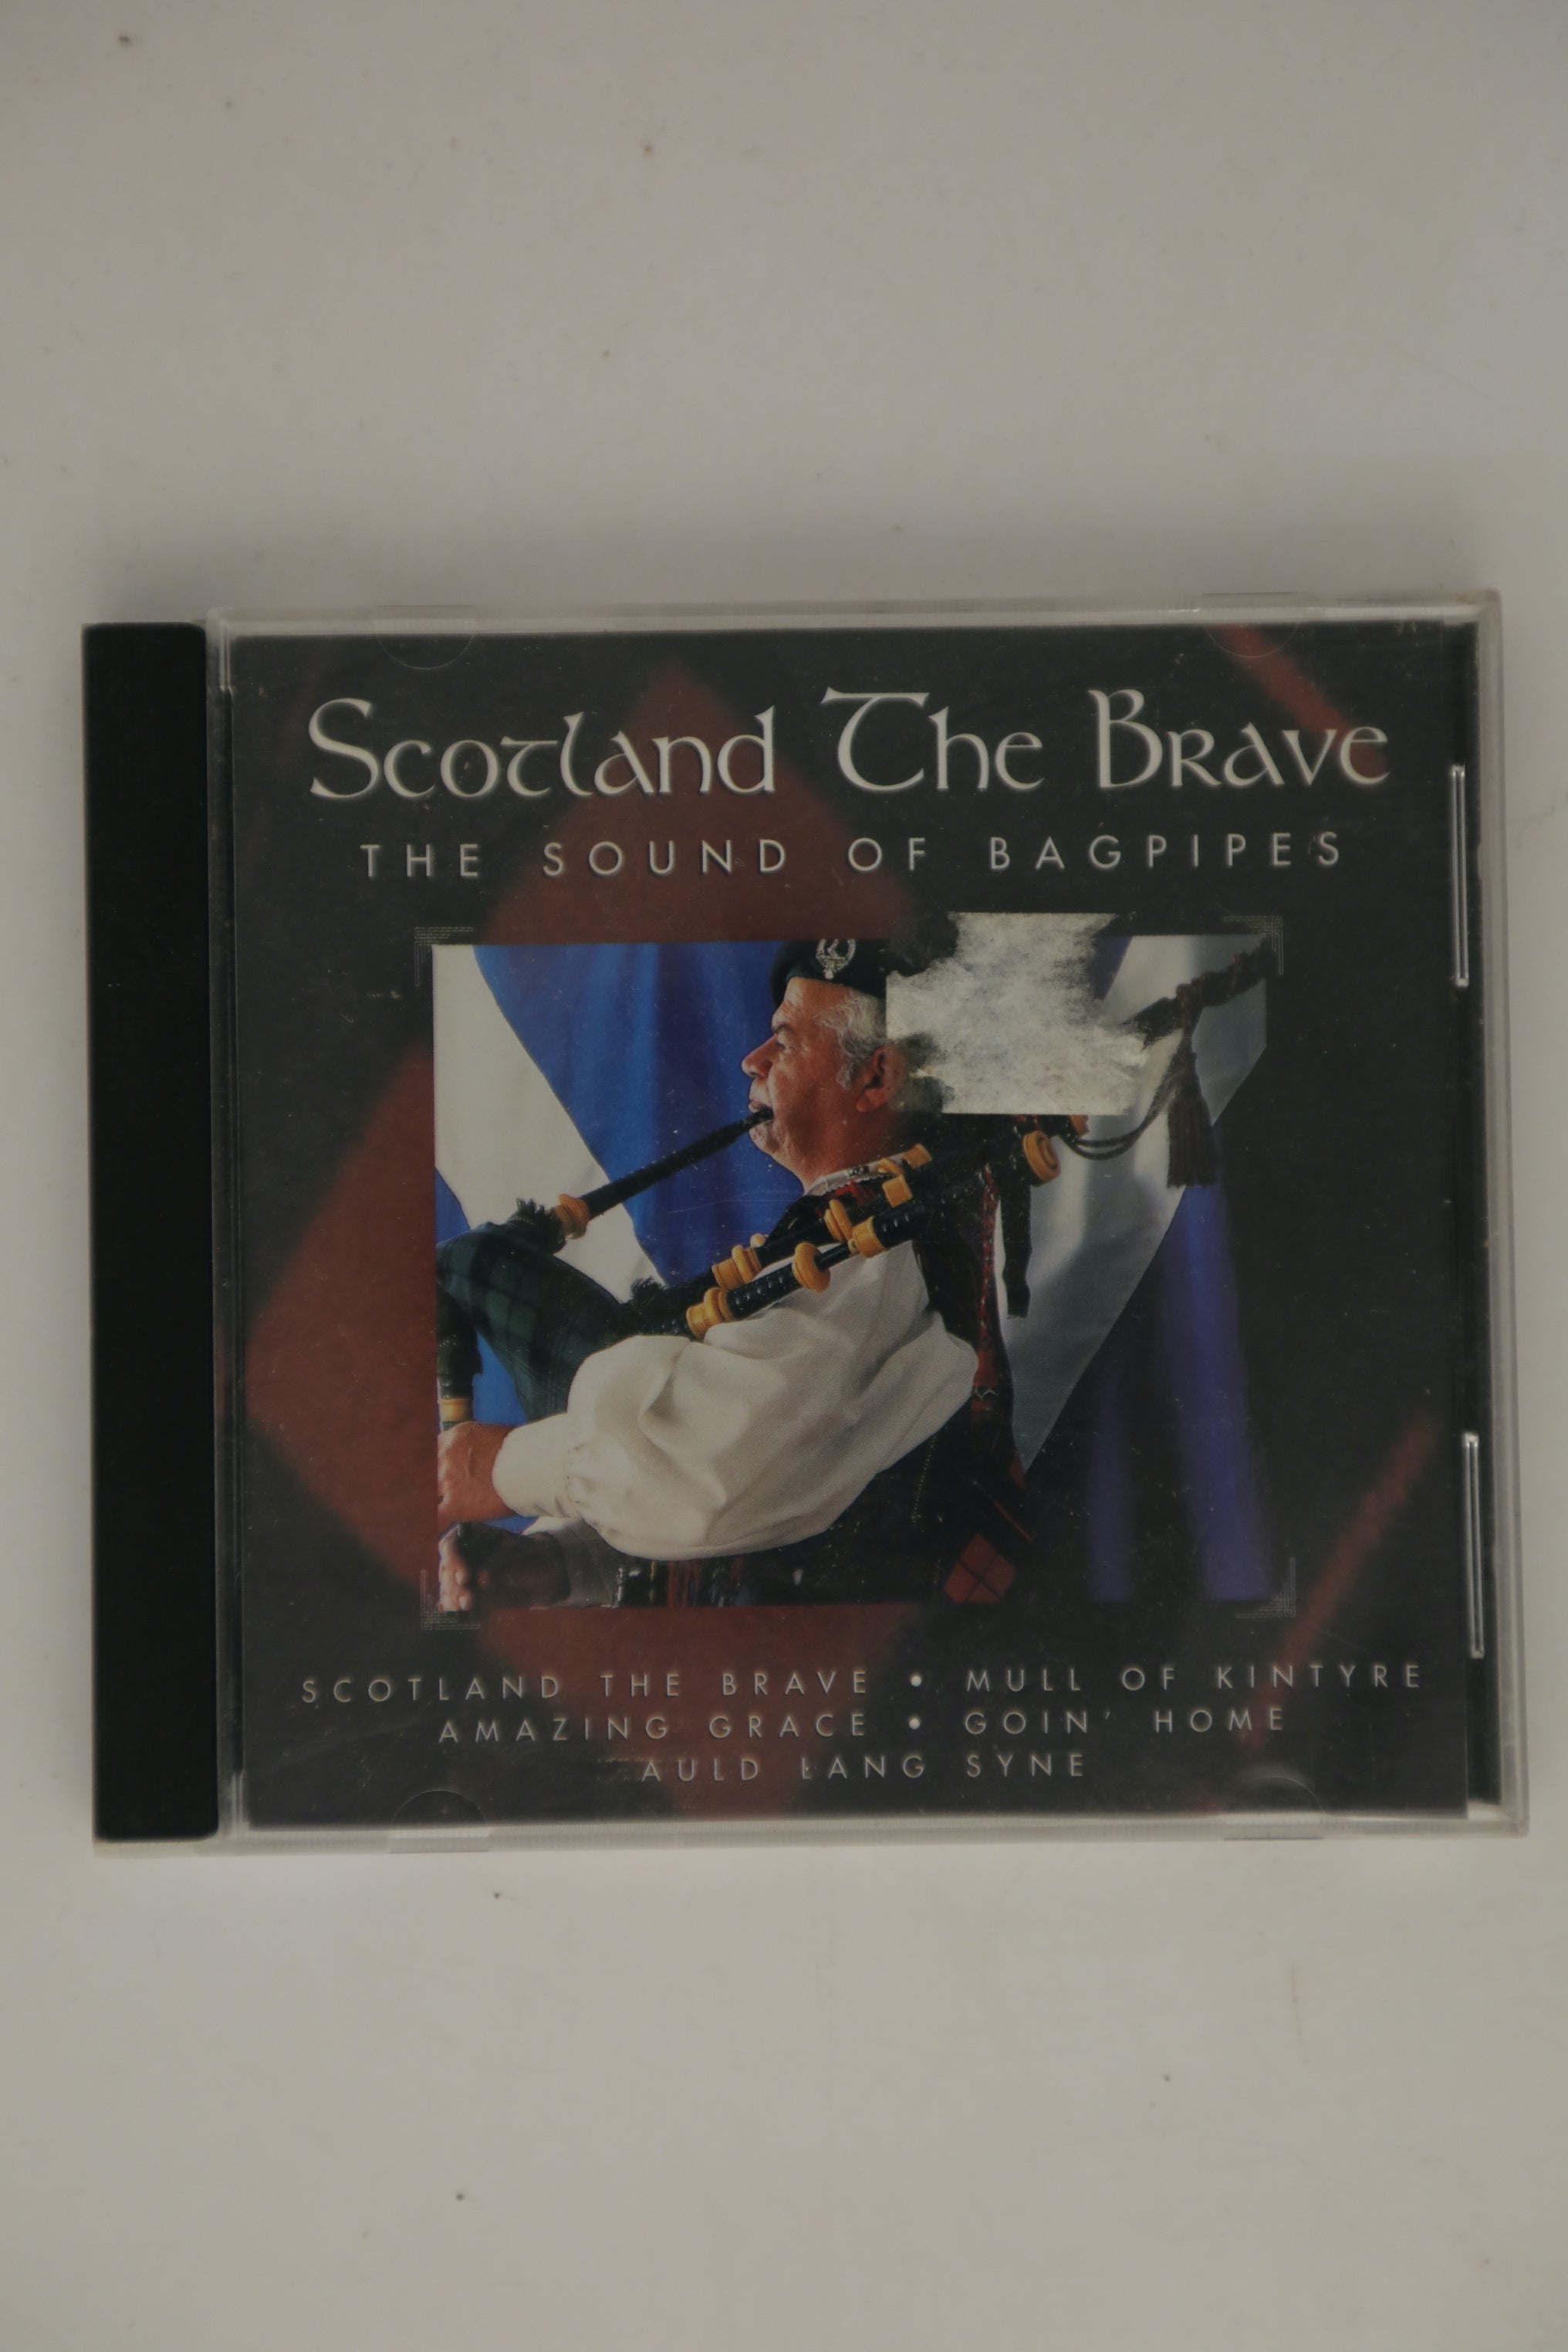 Scotland The Brave
THE SOUND OF BAGPIPES
SCOTLAND THE BRAVE • MULL OF KINTYRE
AMAZING GRACE • GOIN' HOME
AULD LANG SYNE